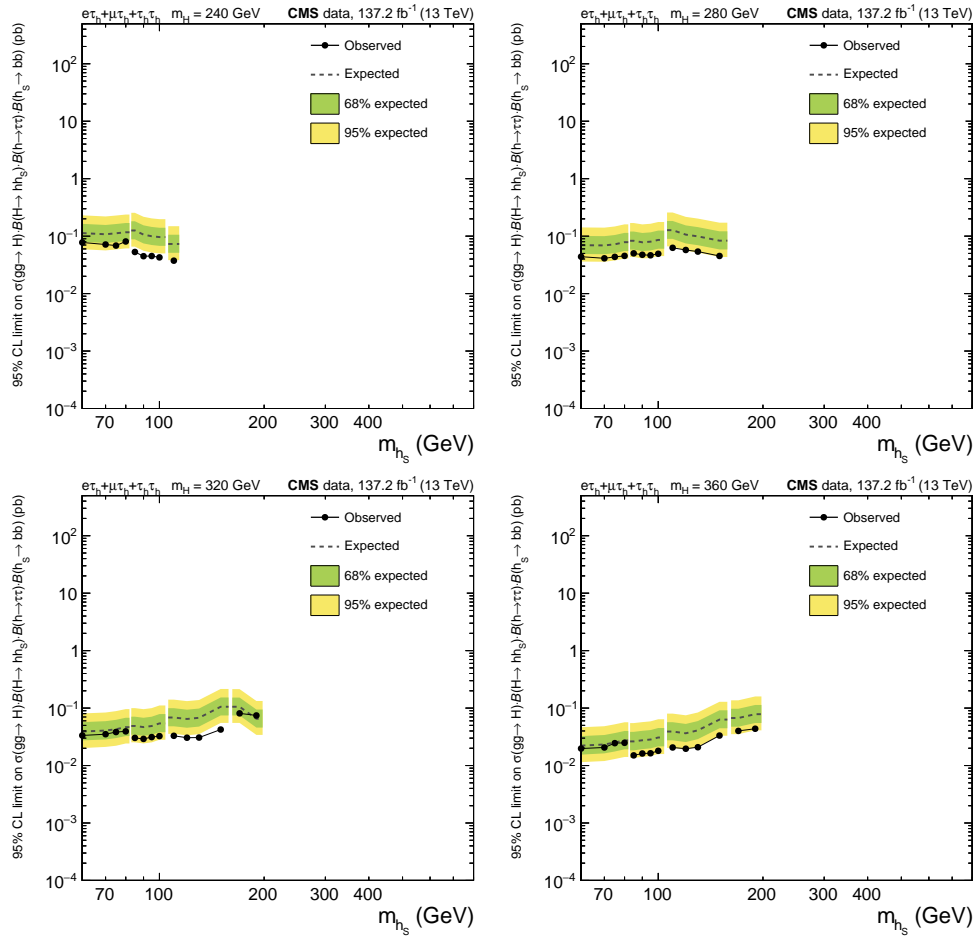 eτh+μτh+τhτh mH = 240 GeV CMS data, 137.2 fb−1 (13 TeV)
95% CL limit on σ(gg→ H)·B(H→ hhS)·B(h→ττ)·B(hS→ bb) (pb)
Observed
Expected
68% expected
95% expected
10²
10
1
10−1
10−2
10−3
10−4
70 100 200 300 400
mhS (GeV)
eτh+μτh+τhτh mH = 280 GeV CMS data, 137.2 fb−1 (13 TeV)
95% CL limit on σ(gg→ H)·B(H→ hhS)·B(h→ττ)·B(hS→ bb) (pb)
Observed
Expected
68% expected
95% expected
10²
10
1
10−1
10−2
10−3
10−4
70 100 200 300 400
mhS (GeV)
eτh+μτh+τhτh mH = 320 GeV CMS data, 137.2 fb−1 (13 TeV)
95% CL limit on σ(gg→ H)·B(H→ hhS)·B(h→ττ)·B(hS→ bb) (pb)
Observed
Expected
68% expected
95% expected
10²
10
1
10−1
10−2
10−3
10−4
70 100 200 300 400
mhS (GeV)
eτh+μτh+τhτh mH = 360 GeV CMS data, 137.2 fb−1 (13 TeV)
95% CL limit on σ(gg→ H)·B(H→ hhS)·B(h→ττ)·B(hS→ bb) (pb)
Observed
Expected
68% expected
95% expected
10²
10
1
10−1
10−2
10−3
10−4
70 100 200 300 400
mhS (GeV)